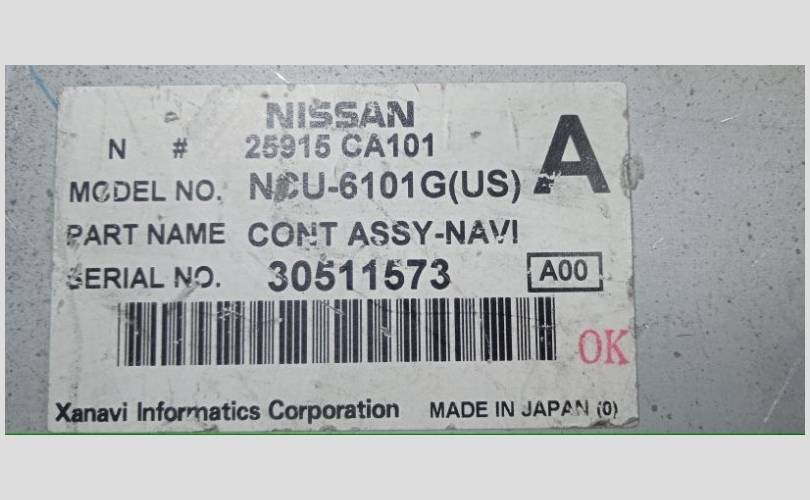 NISSAN
N # 25915 CA101
A
MODEL NO. NCU-6101G(US)
PART NAME CONT ASSY-NAVI
SERIAL NO. 30511573 A00
OK
Xanavi Informatics Corporation MADE IN JAPAN (0)